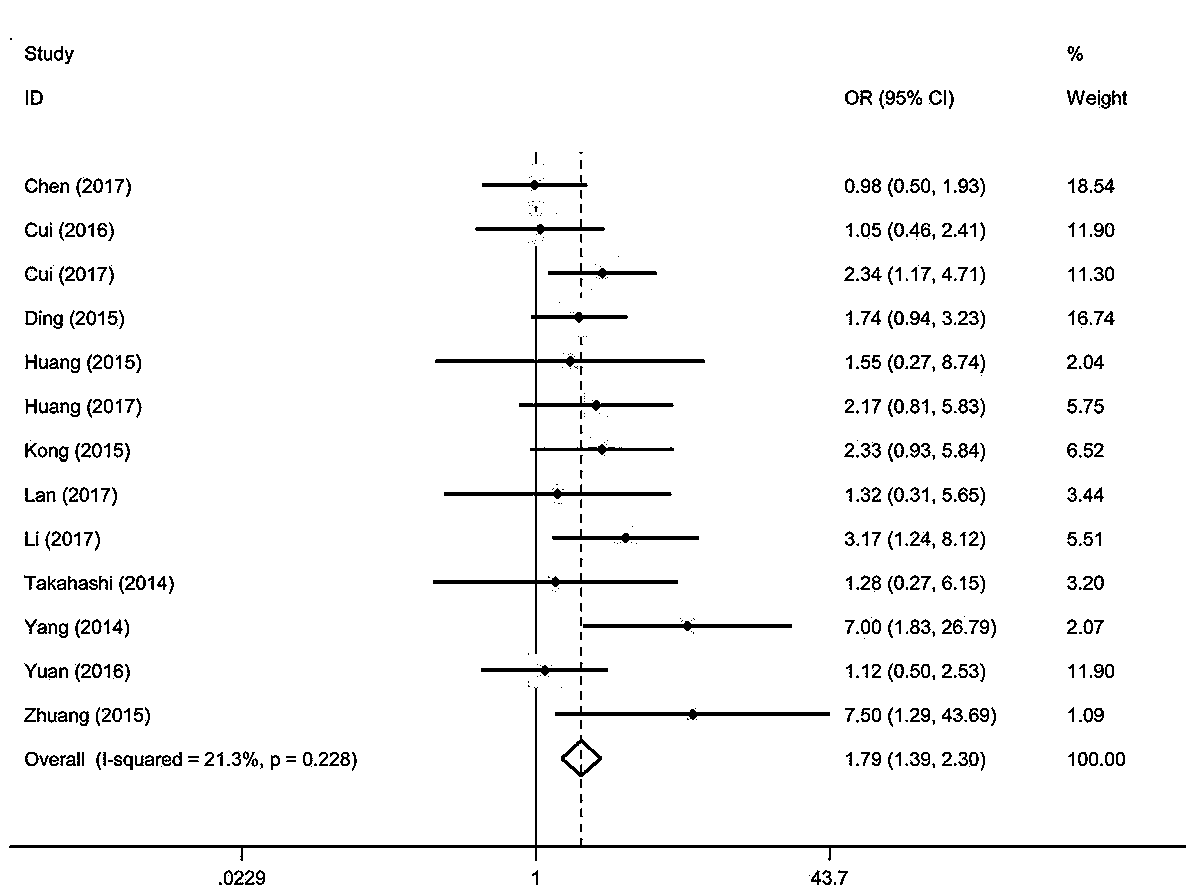 Study %
ID OR (95% CI) Weight
Chen (2017) 0.98 (0.50, 1.93) 18.54
Cui (2016) 1.05 (0.46, 2.41) 11.90
Cui (2017) 2.34 (1.17, 4.71) 11.30
Ding (2015) 1.74 (0.94, 3.23) 16.74
Huang (2015) 1.55 (0.27, 8.74) 2.04
Huang (2017) 2.17 (0.81, 5.83) 5.75
Kong (2015) 2.33 (0.93, 5.84) 6.52
Lan (2017) 1.32 (0.31, 5.65) 3.44
Li (2017) 3.17 (1.24, 8.12) 5.51
Takahashi (2014) 1.28 (0.27, 6.15) 3.20
Yang (2014) 7.00 (1.83, 26.79) 2.07
Yuan (2016) 1.12 (0.50, 2.53) 11.90
Zhuang (2015) 7.50 (1.29, 43.69) 1.09
Overall (I-squared = 21.3%, p = 0.228) 1.79 (1.39, 2.30) 100.00
.0229 1 43.7